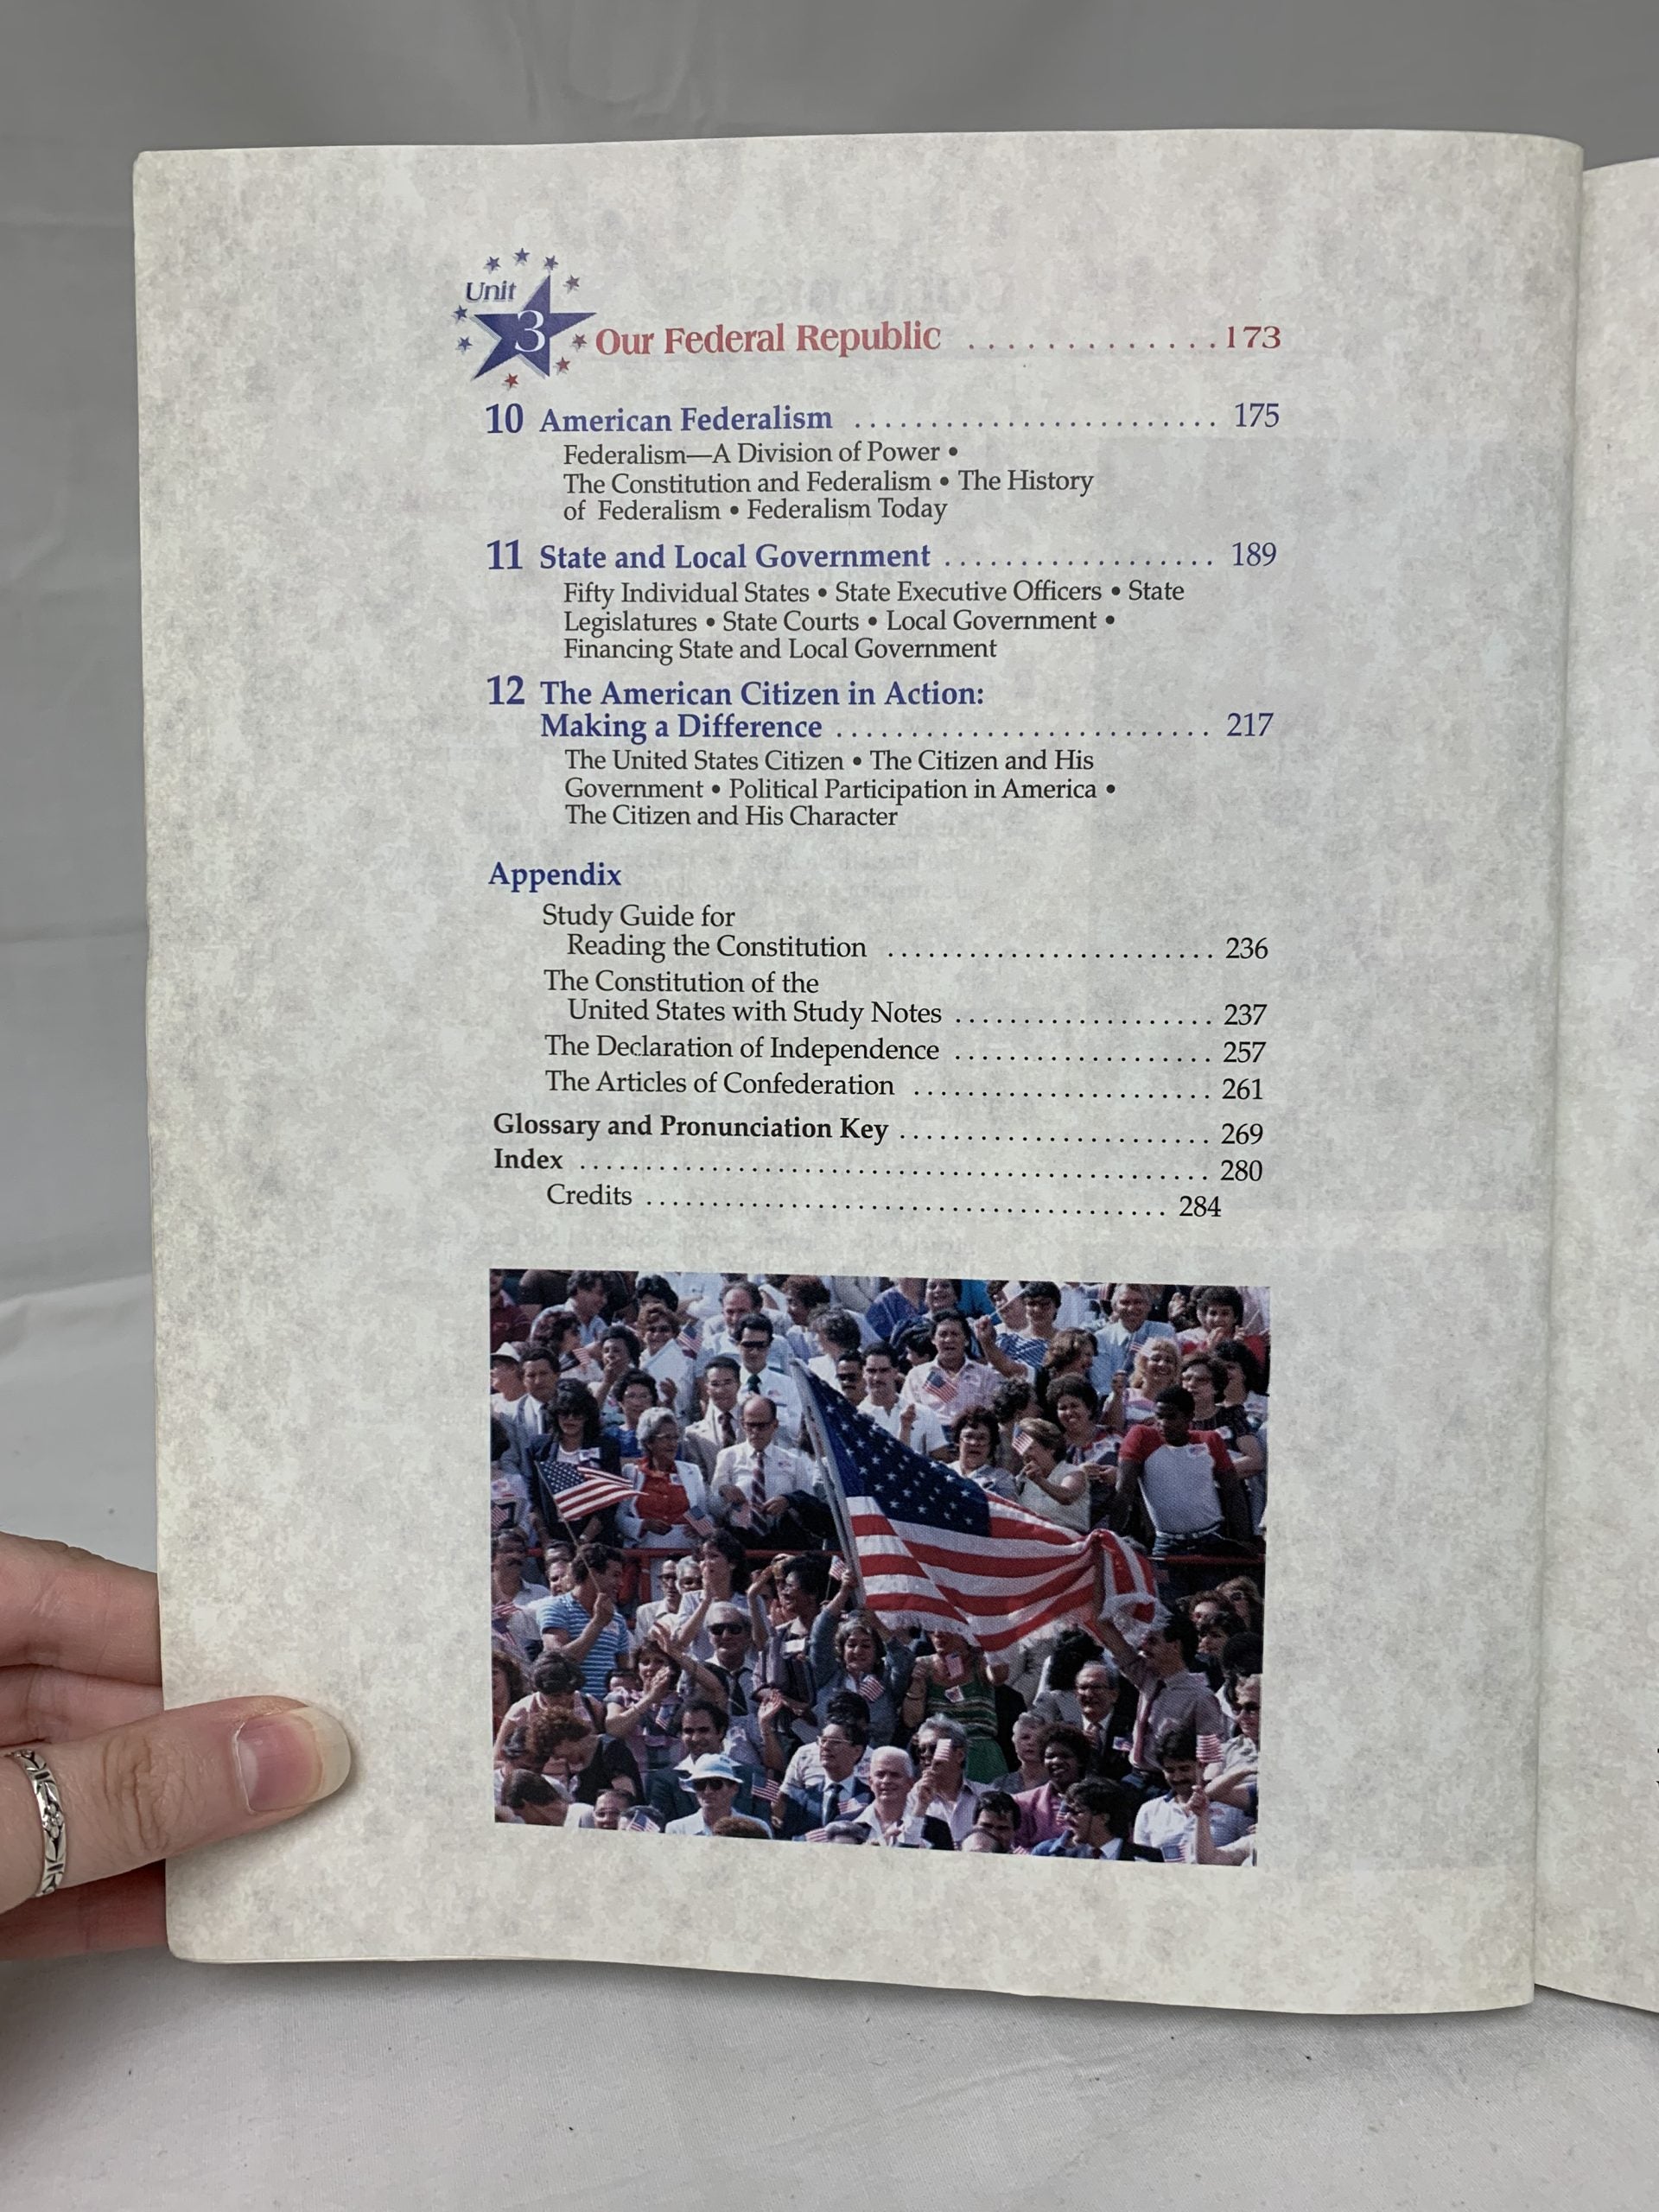 Unit
3 Our Federal Republic . . . . . . . . . . . . . 173
10 American Federalism . . . . . . . . . . . . . . . . . . . . . . . . 175
Federalism—A Division of Power •
The Constitution and Federalism • The History
of Federalism • Federalism Today
11 State and Local Government . . . . . . . . . . . . . . . . . . 189
Fifty Individual States • State Executive Officers • State
Legislatures • State Courts • Local Government •
Financing State and Local Government
12 The American Citizen in Action:
Making a Difference . . . . . . . . . . . . . . . . . . . . . . . . . 217
The United States Citizen • The Citizen and His
Government • Political Participation in America •
The Citizen and His Character
Appendix
Study Guide for
Reading the Constitution . . . . . . . . . . . . . . . . . . . . . . . . 236
The Constitution of the
United States with Study Notes . . . . . . . . . . . . . . . . . . . 237
The Declaration of Independence . . . . . . . . . . . . . . . . . . . 257
The Articles of Confederation . . . . . . . . . . . . . . . . . . . . . . 261
Glossary and Pronunciation Key . . . . . . . . . . . . . . . . . . . . . . . 269
Index . . . . . . . . . . . . . . . . . . . . . . . . . . . . . . . . . . . . . . . . . . . . . . . 280
Credits . . . . . . . . . . . . . . . . . . . . . . . . . . . . . . . . . . . . . . . 284